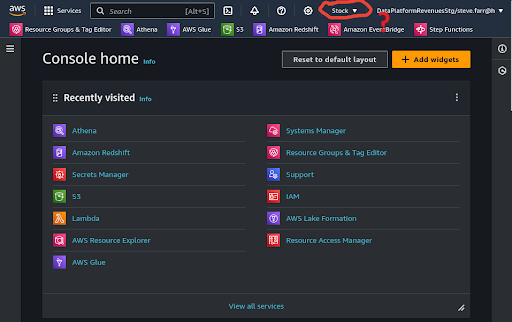 aws Services Search [Alt+S] Stock ▼ DataPlatformRevenuesStg/steve.farr@h ▼
?
Resource Groups & Tag Editor Athena AWS Glue S3 Amazon Redshift Amazon EventBridge Step Functions
Console home Info
Reset to default layout
+ Add widgets
Recently visited Info
Athena
Amazon Redshift
Secrets Manager
S3
Lambda
AWS Resource Explorer
AWS Glue
Systems Manager
Resource Groups & Tag Editor
Support
IAM
AWS Lake Formation
Resource Access Manager
View all services